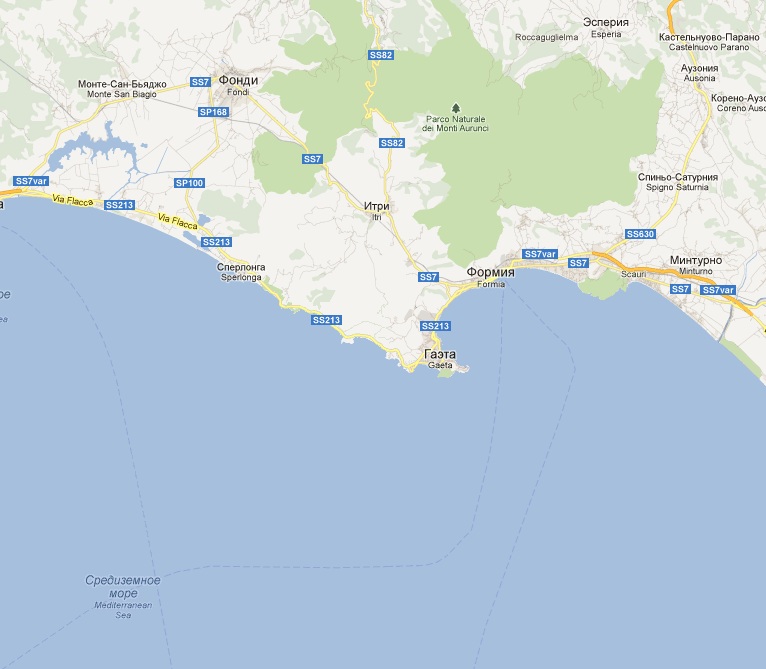 Эсперия
Esperia
Roccaguglielma
Кастельнуово-Парано
Castelnuovo Parano
SS82
Аузония
Ausonia
Фонди
Fondi
SS7
Монте-Сан-Бьяджо
Monte San Biagio
Корено-Аузо
Coreno Auso
SP168
Parco Naturale
dei Monti Aurunci
SS82
SS7
SS7var
SP100
Спиньо-Сатурния
Spigno Saturnia
Via Flacca
SS213
Итри
Itri
Via Flacca
SS213
SS630
SS7var
SS7
Сперлонга
Sperlonga
SS7
Формия
Formia
Scauri
Минтурно
Minturno
SS7
SS7var
ое
SS213
SS213
Гаэта
Gaeta
Средиземное
море
Mediterranean
Sea